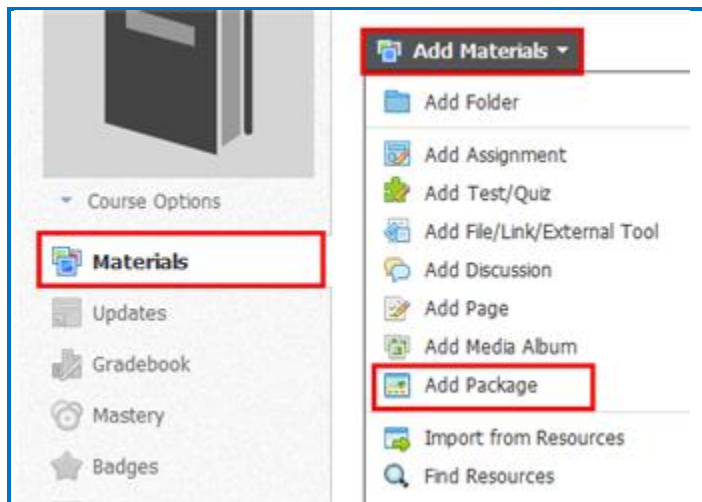 Course Options
Materials
Updates
Gradebook
Mastery
Badges
Add Materials
Add Folder
Add Assignment
Add Test/Quiz
Add File/Link/External Tool
Add Discussion
Add Page
Add Media Album
Add Package
Import from Resources
Find Resources